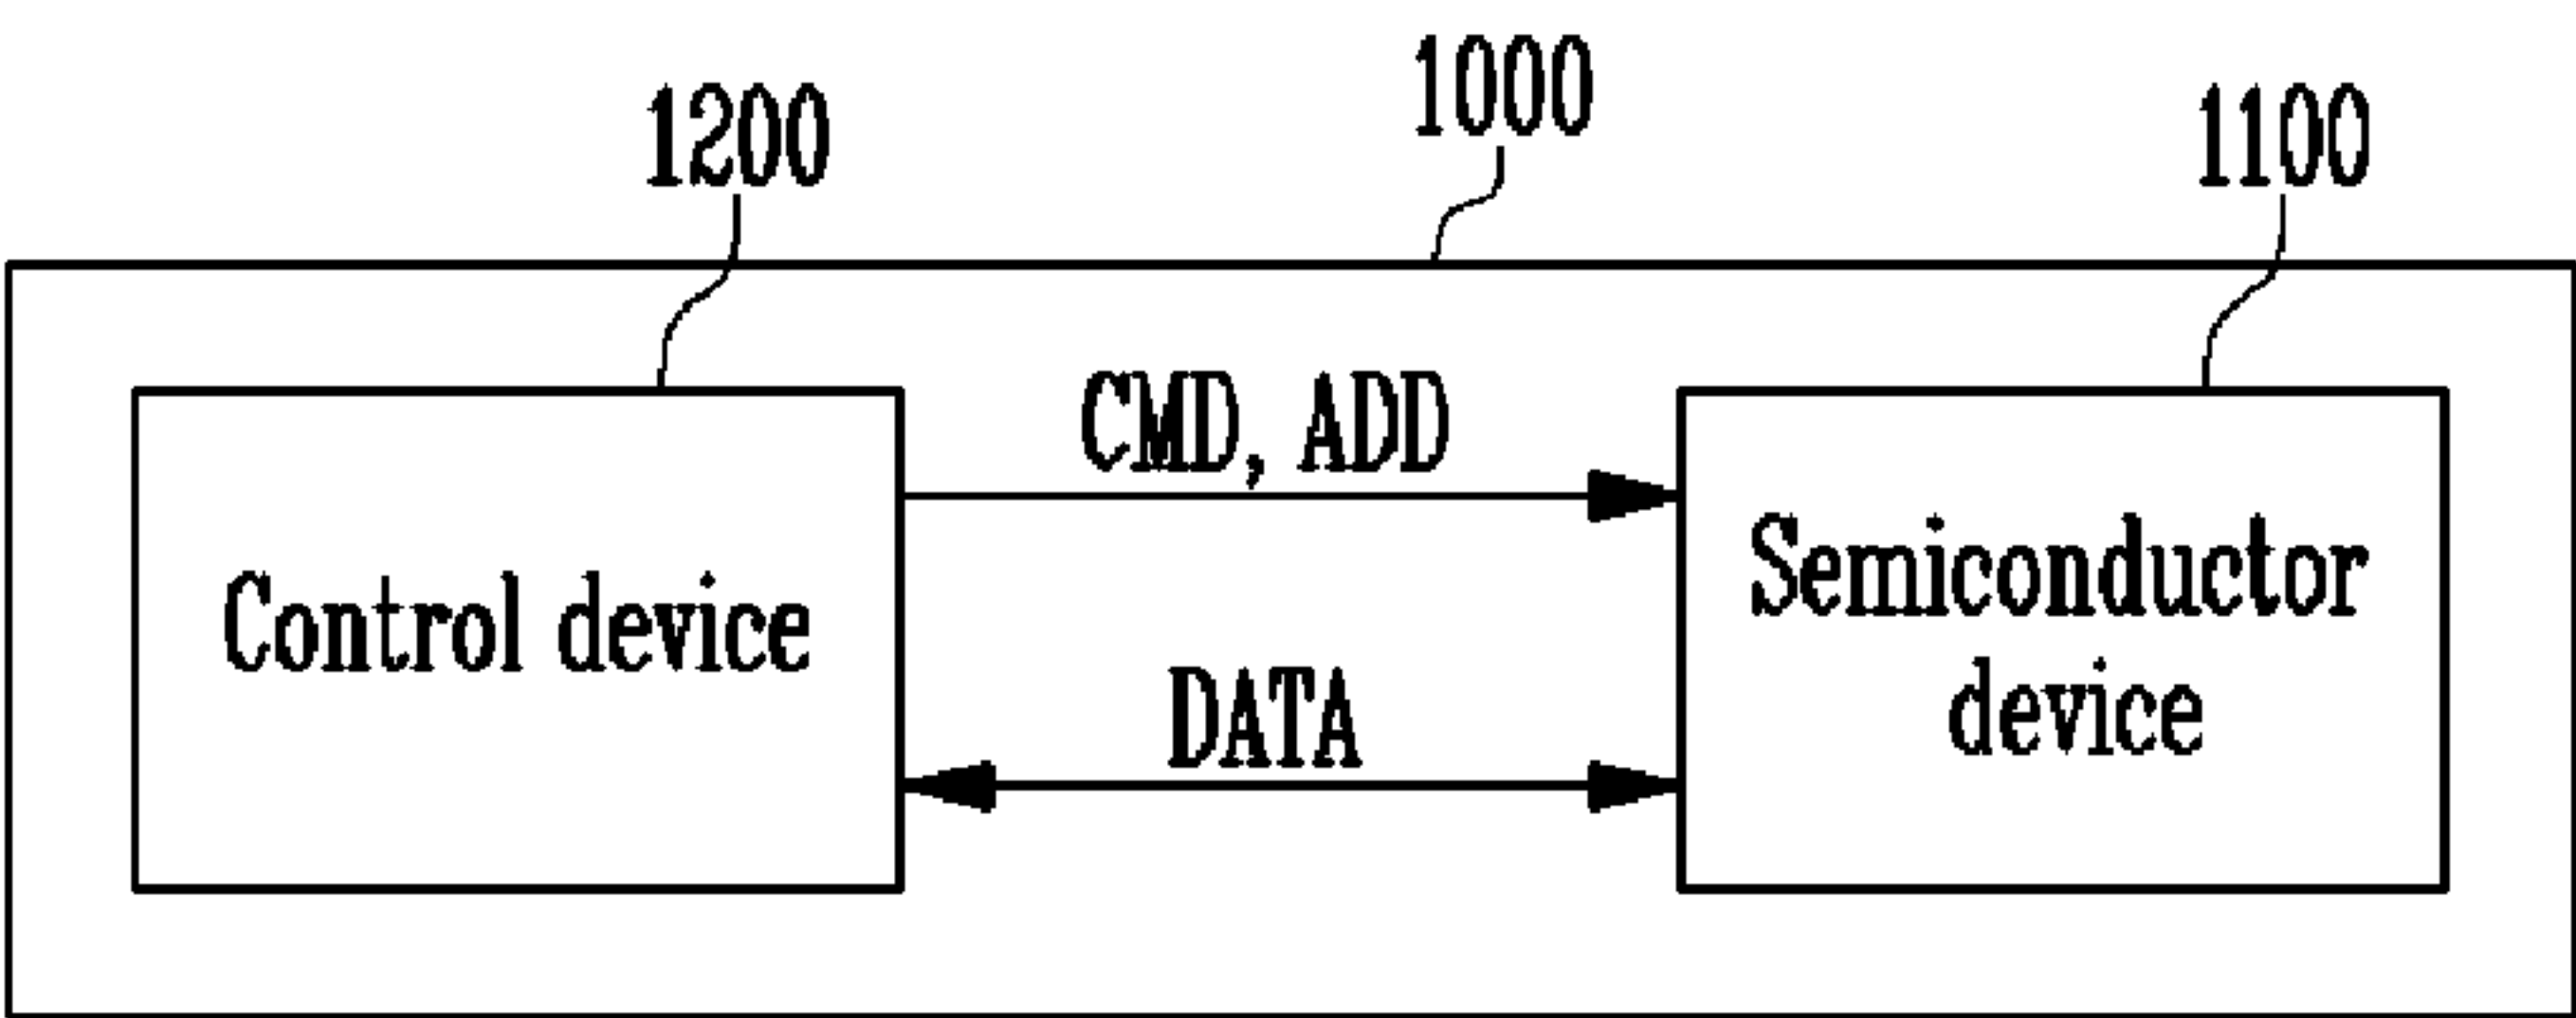 1000
1200
1100
CMD, ADD
Control device
Semiconductor
device
DATA